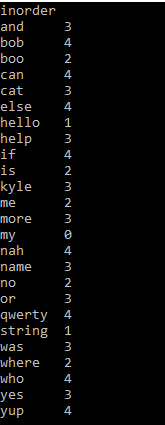 inorder
and 3
bob 4
boo 2
can 4
cat 3
else 4
hello 1
help 3
if 4
is 2
kyle 3
me 2
more 3
my 0
nah 4
name 3
no 2
or 3
qwerty 4
string 1
was 3
where 2
who 4
yes 3
yup 4